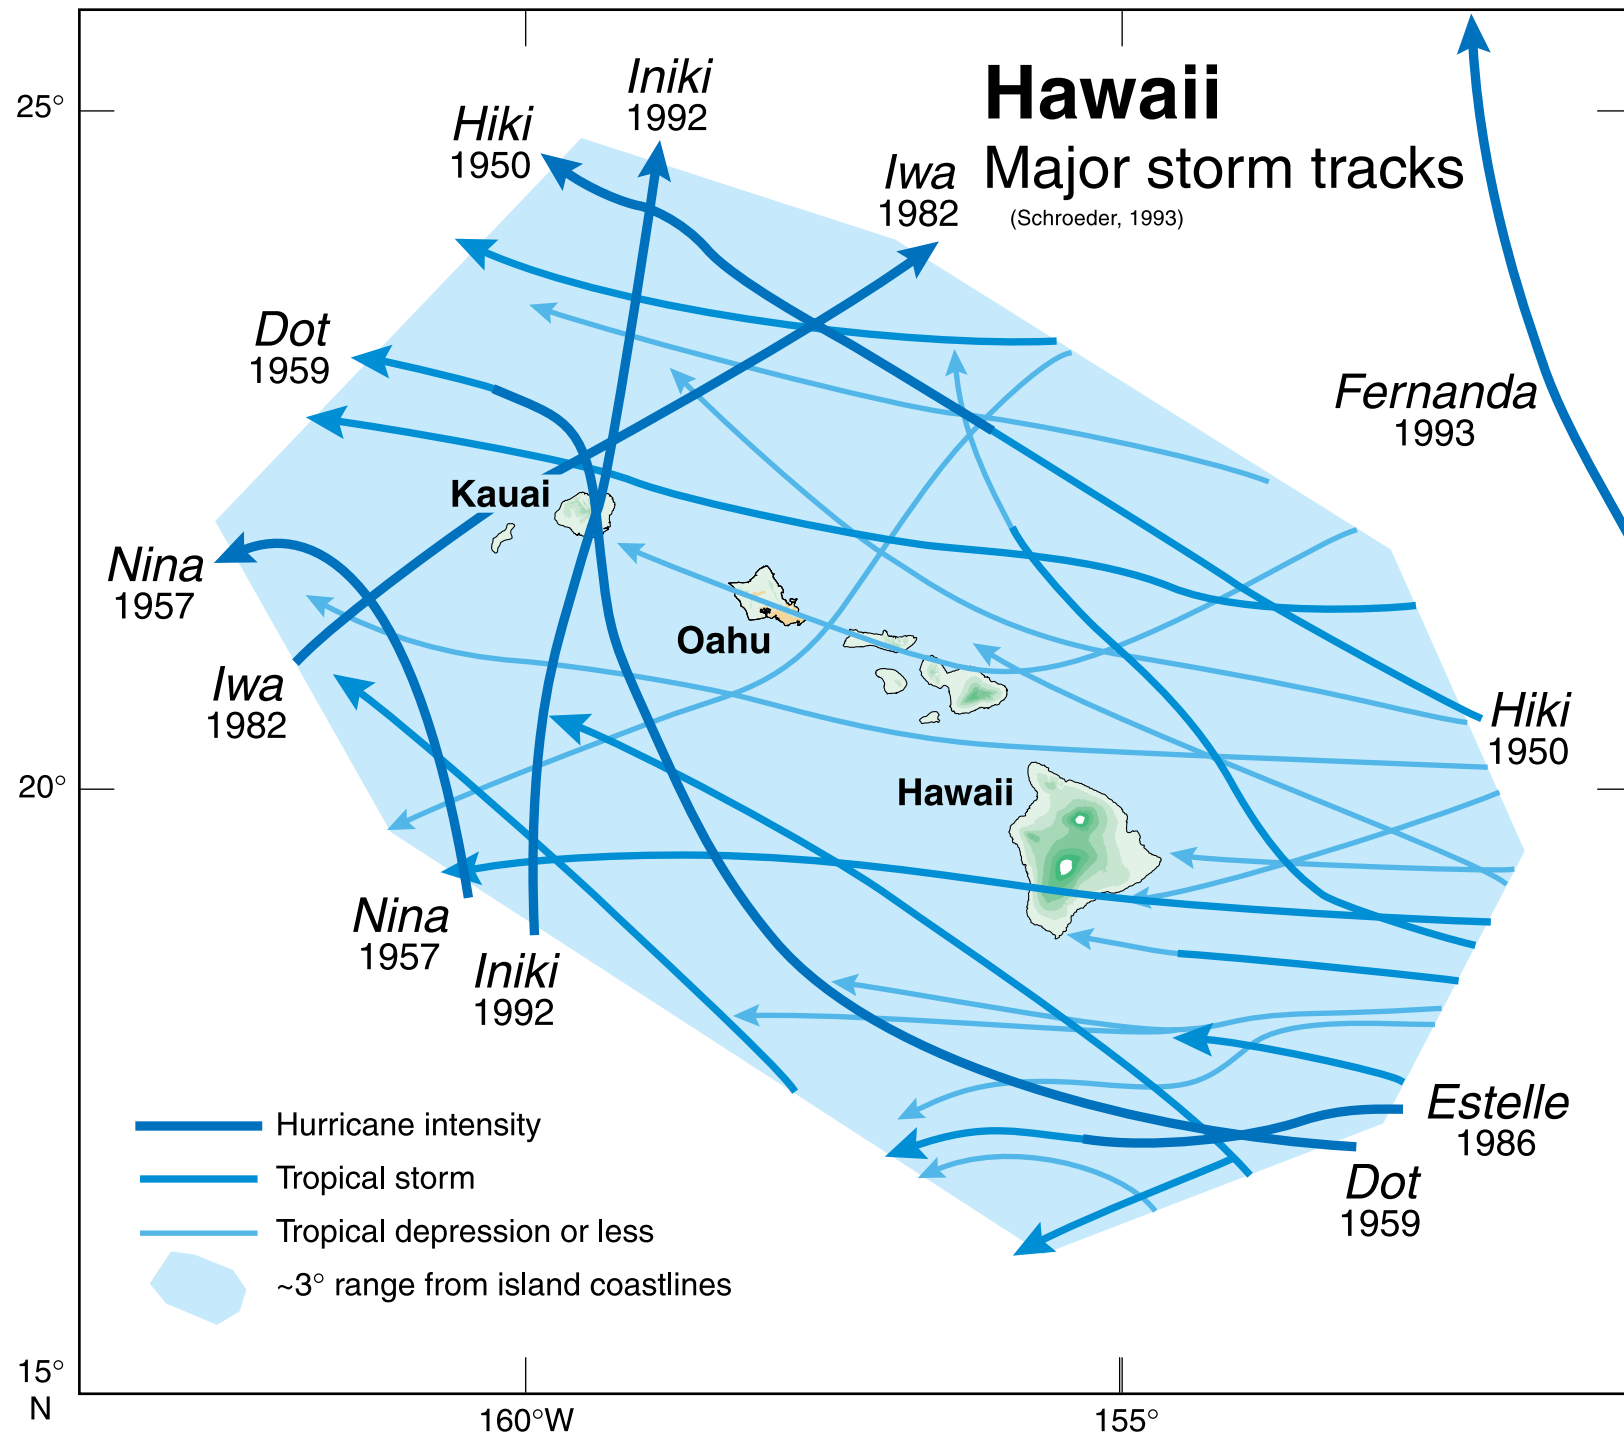 Hawaii
Major storm tracks
(Schroeder, 1993)
25°
Iniki
1992
Hiki
1950
Iwa
1982
Dot
1959
Fernanda
1993
Kauai
Nina
1957
Oahu
Iwa
1982
Hiki
1950
20°
Hawaii
Nina
1957
Iniki
1992
Estelle
1986
Dot
1959
Hurricane intensity
Tropical storm
Tropical depression or less
~3° range from island coastlines
15°
N
160°W
155°